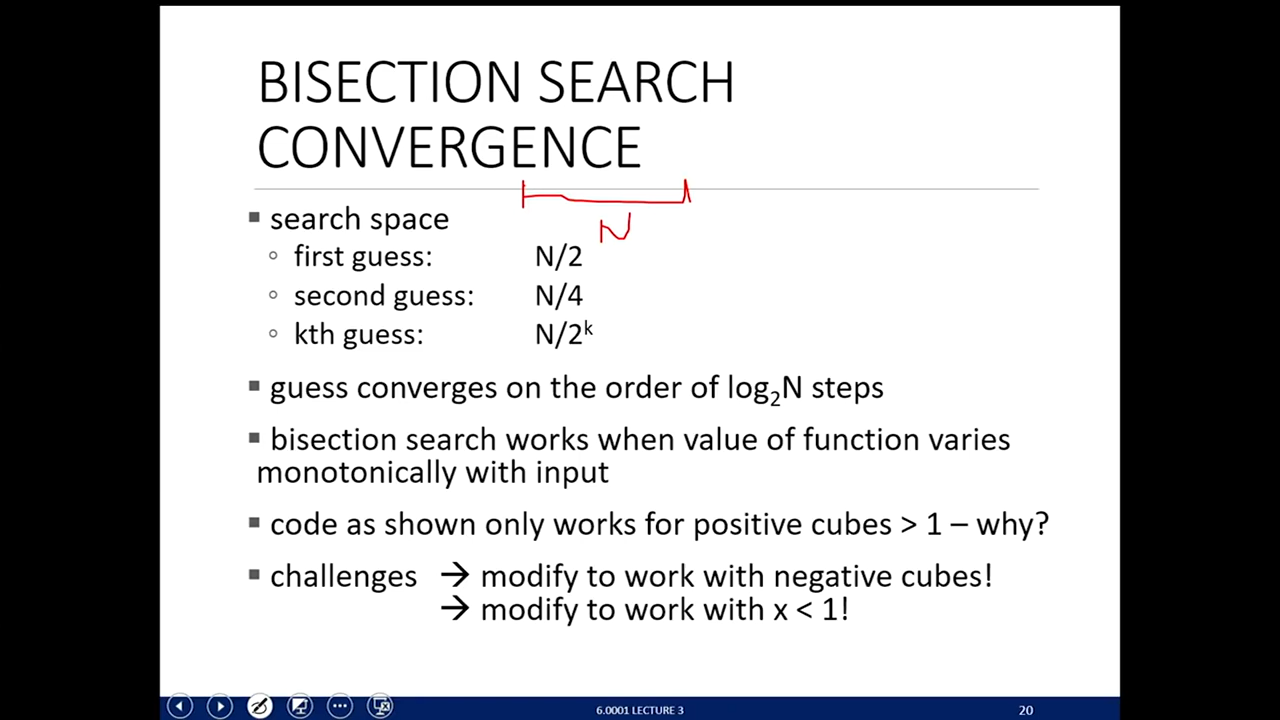 BISECTION SEARCH
CONVERGENCE
▪ search space
N
◦ first guess: N/2
◦ second guess: N/4
◦ kth guess: N/2ᵏ
▪ guess converges on the order of log₂N steps
▪ bisection search works when value of function varies
monotonically with input
▪ code as shown only works for positive cubes > 1 – why?
▪ challenges → modify to work with negative cubes!
→ modify to work with x < 1!
6.0001 LECTURE 3
20